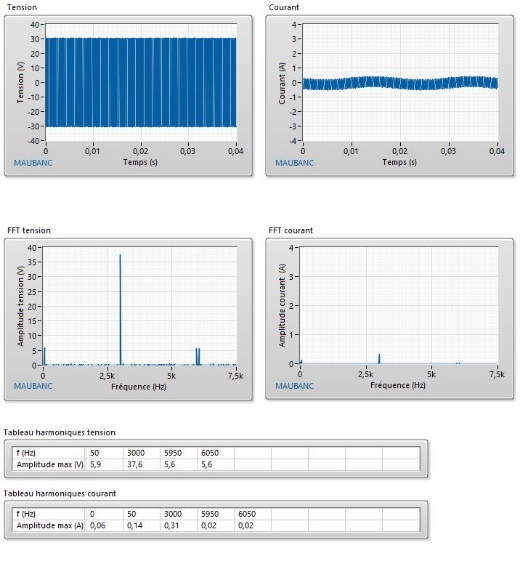 Tension
Courant
Tension (V)
40
30
20
10
0
-10
-20
-30
-40
0 0,01 0,02 0,03 0,04
MAUBANC
Temps (s)
Courant (A)
4
3
2
1
0
-1
-2
-3
-4
0 0,01 0,02 0,03 0,04
MAUBANC
Temps (s)
FFT tension
FFT courant
Amplitude tension (V)
40
35
30
25
20
15
10
5
0
0 2,5k 5k 7,5k
MAUBANC
Fréquence (Hz)
Amplitude courant (A)
4
3
2
1
0
0 2,5k 5k 7,5k
MAUBANC
Fréquence (Hz)
Tableau harmoniques tension
f (Hz) 50 3000 5950 6050
Amplitude max (V) 5,9 37,6 5,6 5,6
Tableau harmoniques courant
f (Hz) 0 50 3000 5950 6050
Amplitude max (A) 0,06 0,14 0,31 0,02 0,02